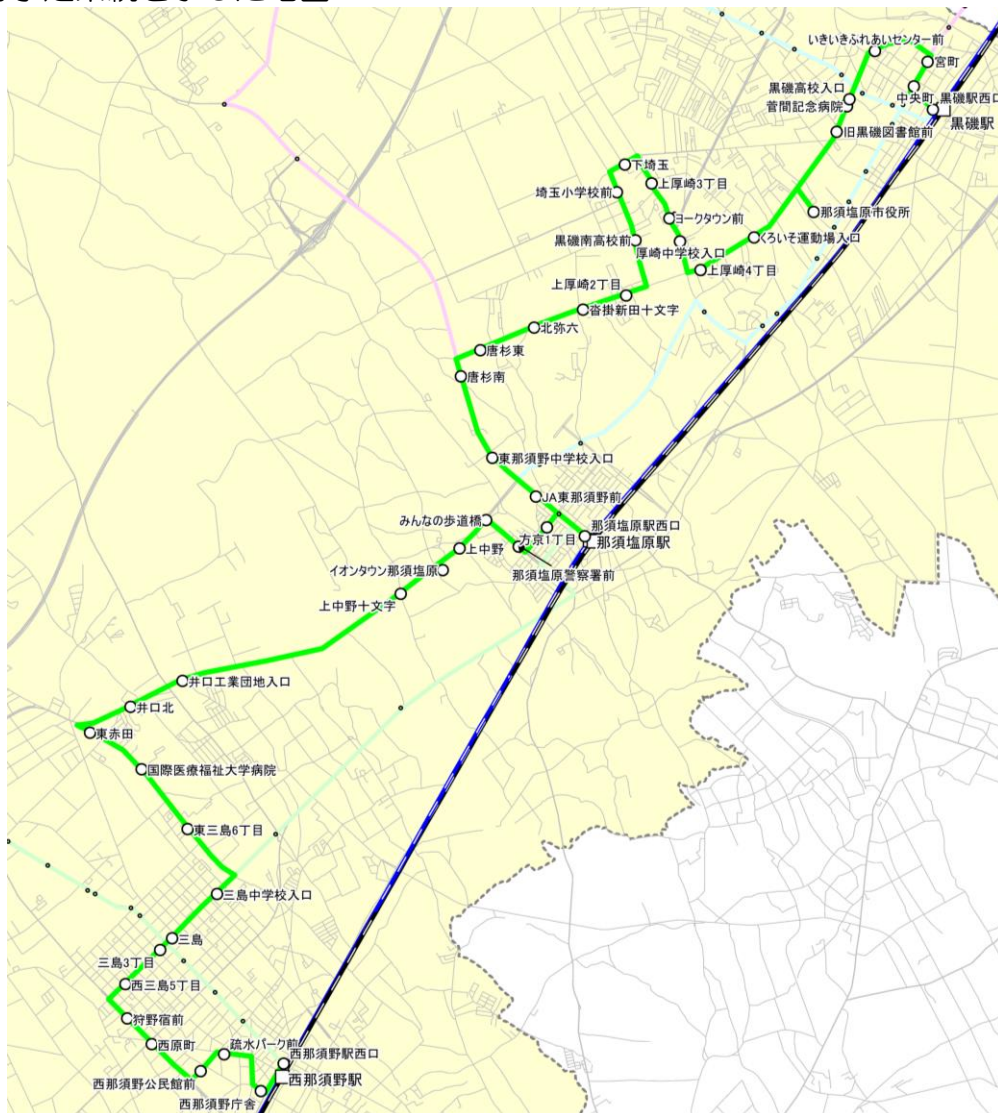 いきいきふれあいセンター前
宮町
黒磯高校入口
菅間記念病院
中央町
黒磯駅西口
黒磯駅
旧黒磯図書館前
下埼玉
上厚崎3丁目
埼玉小学校前
ヨークタウン前
那須塩原市役所
黒磯南高校前
厚崎中学校入口
くろいそ運動場入口
上厚崎4丁目
上厚崎2丁目
沓掛新田十文字
北弥六
唐杉東
唐杉南
東那須野中学校入口
JA東那須野前
みんなの歩道橋
那須塩原駅西口
方京1丁目
那須塩原駅
上中野
イオンタウン那須塩原
那須塩原警察署前
上中野十文字
井口工業団地入口
井口北
東赤田
国際医療福祉大学病院
東三島6丁目
三島中学校入口
三島
三島3丁目
西三島5丁目
狩野宿前
西原町
疏水パーク前
西那須野駅西口
西那須野公民館前
西那須野駅
西那須野庁舎